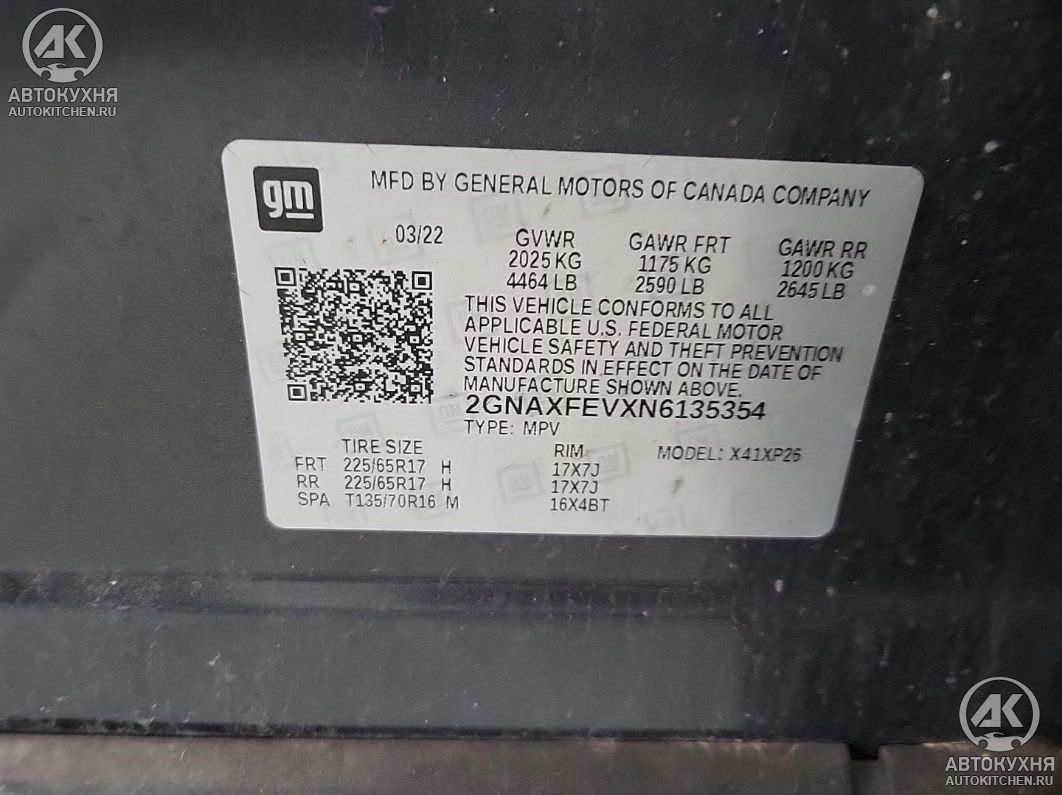 AK
АВТОКУХНЯ
AUTOKITCHEN.RU
gm
MFD BY GENERAL MOTORS OF CANADA COMPANY
03/22 GVWR GAWR FRT GAWR RR
2025 KG 1175 KG 1200 KG
4464 LB 2590 LB 2645 LB
THIS VEHICLE CONFORMS TO ALL
APPLICABLE U.S. FEDERAL MOTOR
VEHICLE SAFETY AND THEFT PREVENTION
STANDARDS IN EFFECT ON THE DATE OF
MANUFACTURE SHOWN ABOVE.
2GNAXFEVXN6135354
TYPE: MPV
TIRE SIZE RIM MODEL: X41XP26
FRT 225/65R17 H 17X7J
RR 225/65R17 H 17X7J
SPA T135/70R16 M 16X4BT
AK
АВТОКУХНЯ
AUTOKITCHEN.RU